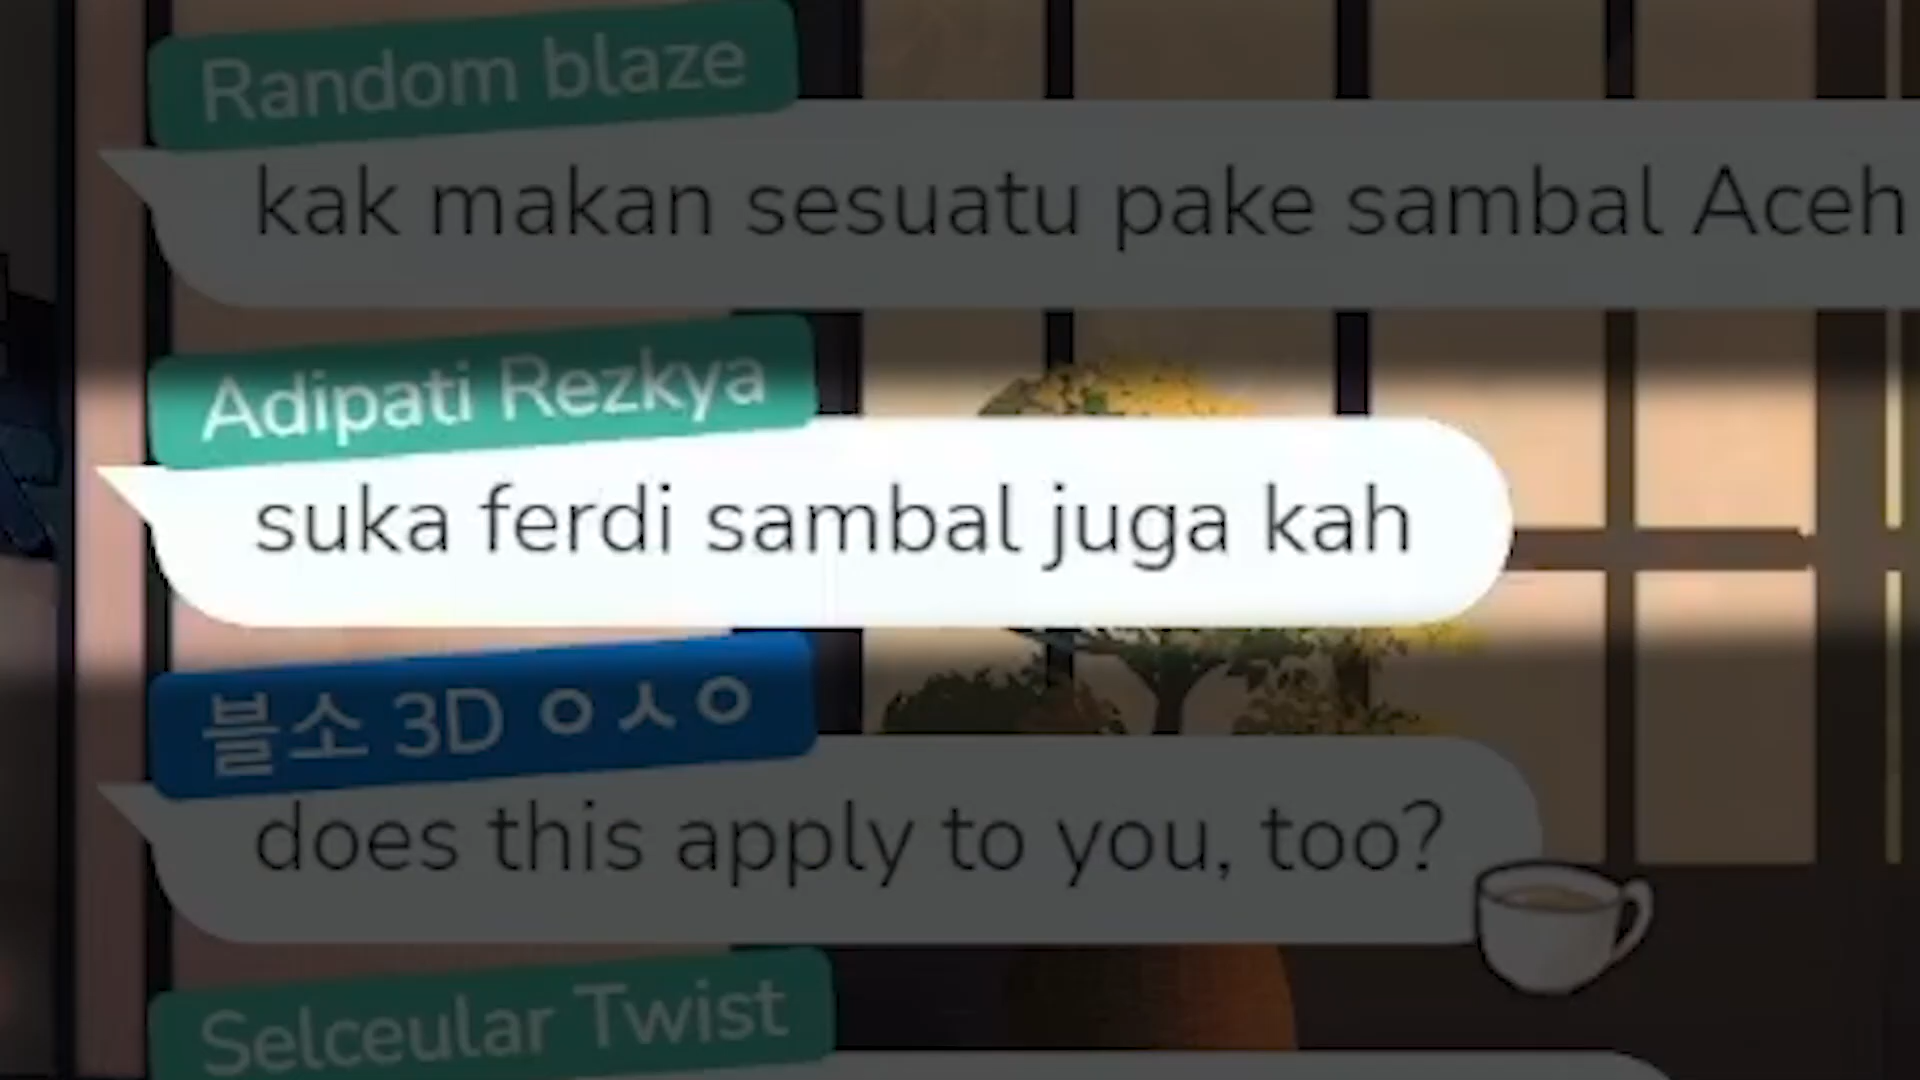 Random blaze
kak makan sesuatu pake sambal Aceh
Adipati Rezkya
suka ferdi sambal juga kah
블소 3D ㅇㅅㅇ
does this apply to you, too?
Selceular Twist